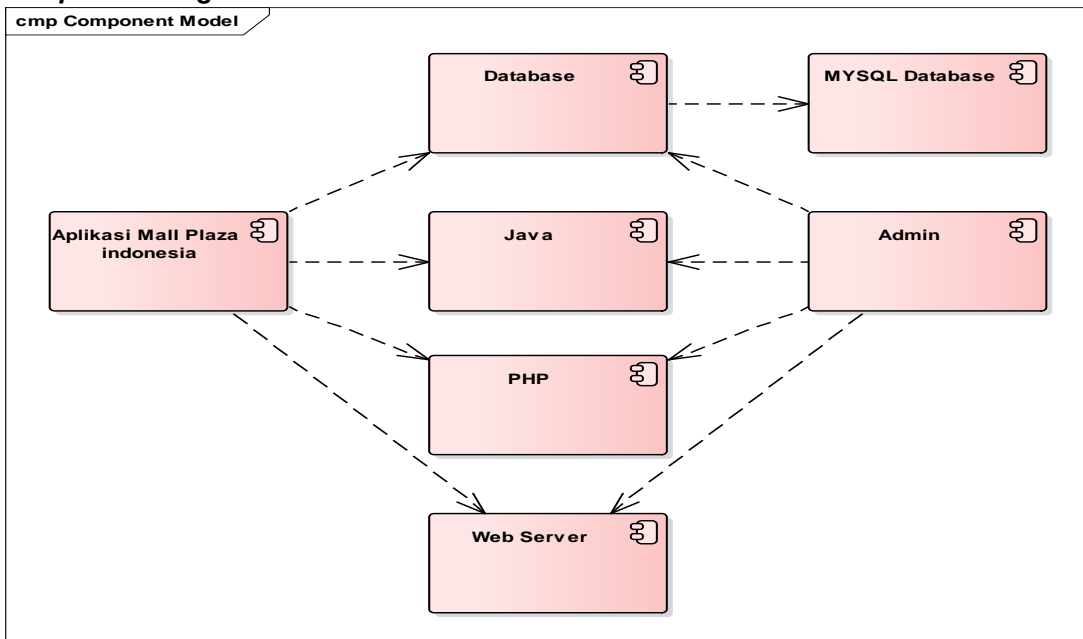 cmp Component Model
Database
MYSQL Database
Aplikasi Mall Plaza
indonesia
Java
Admin
PHP
Web Server